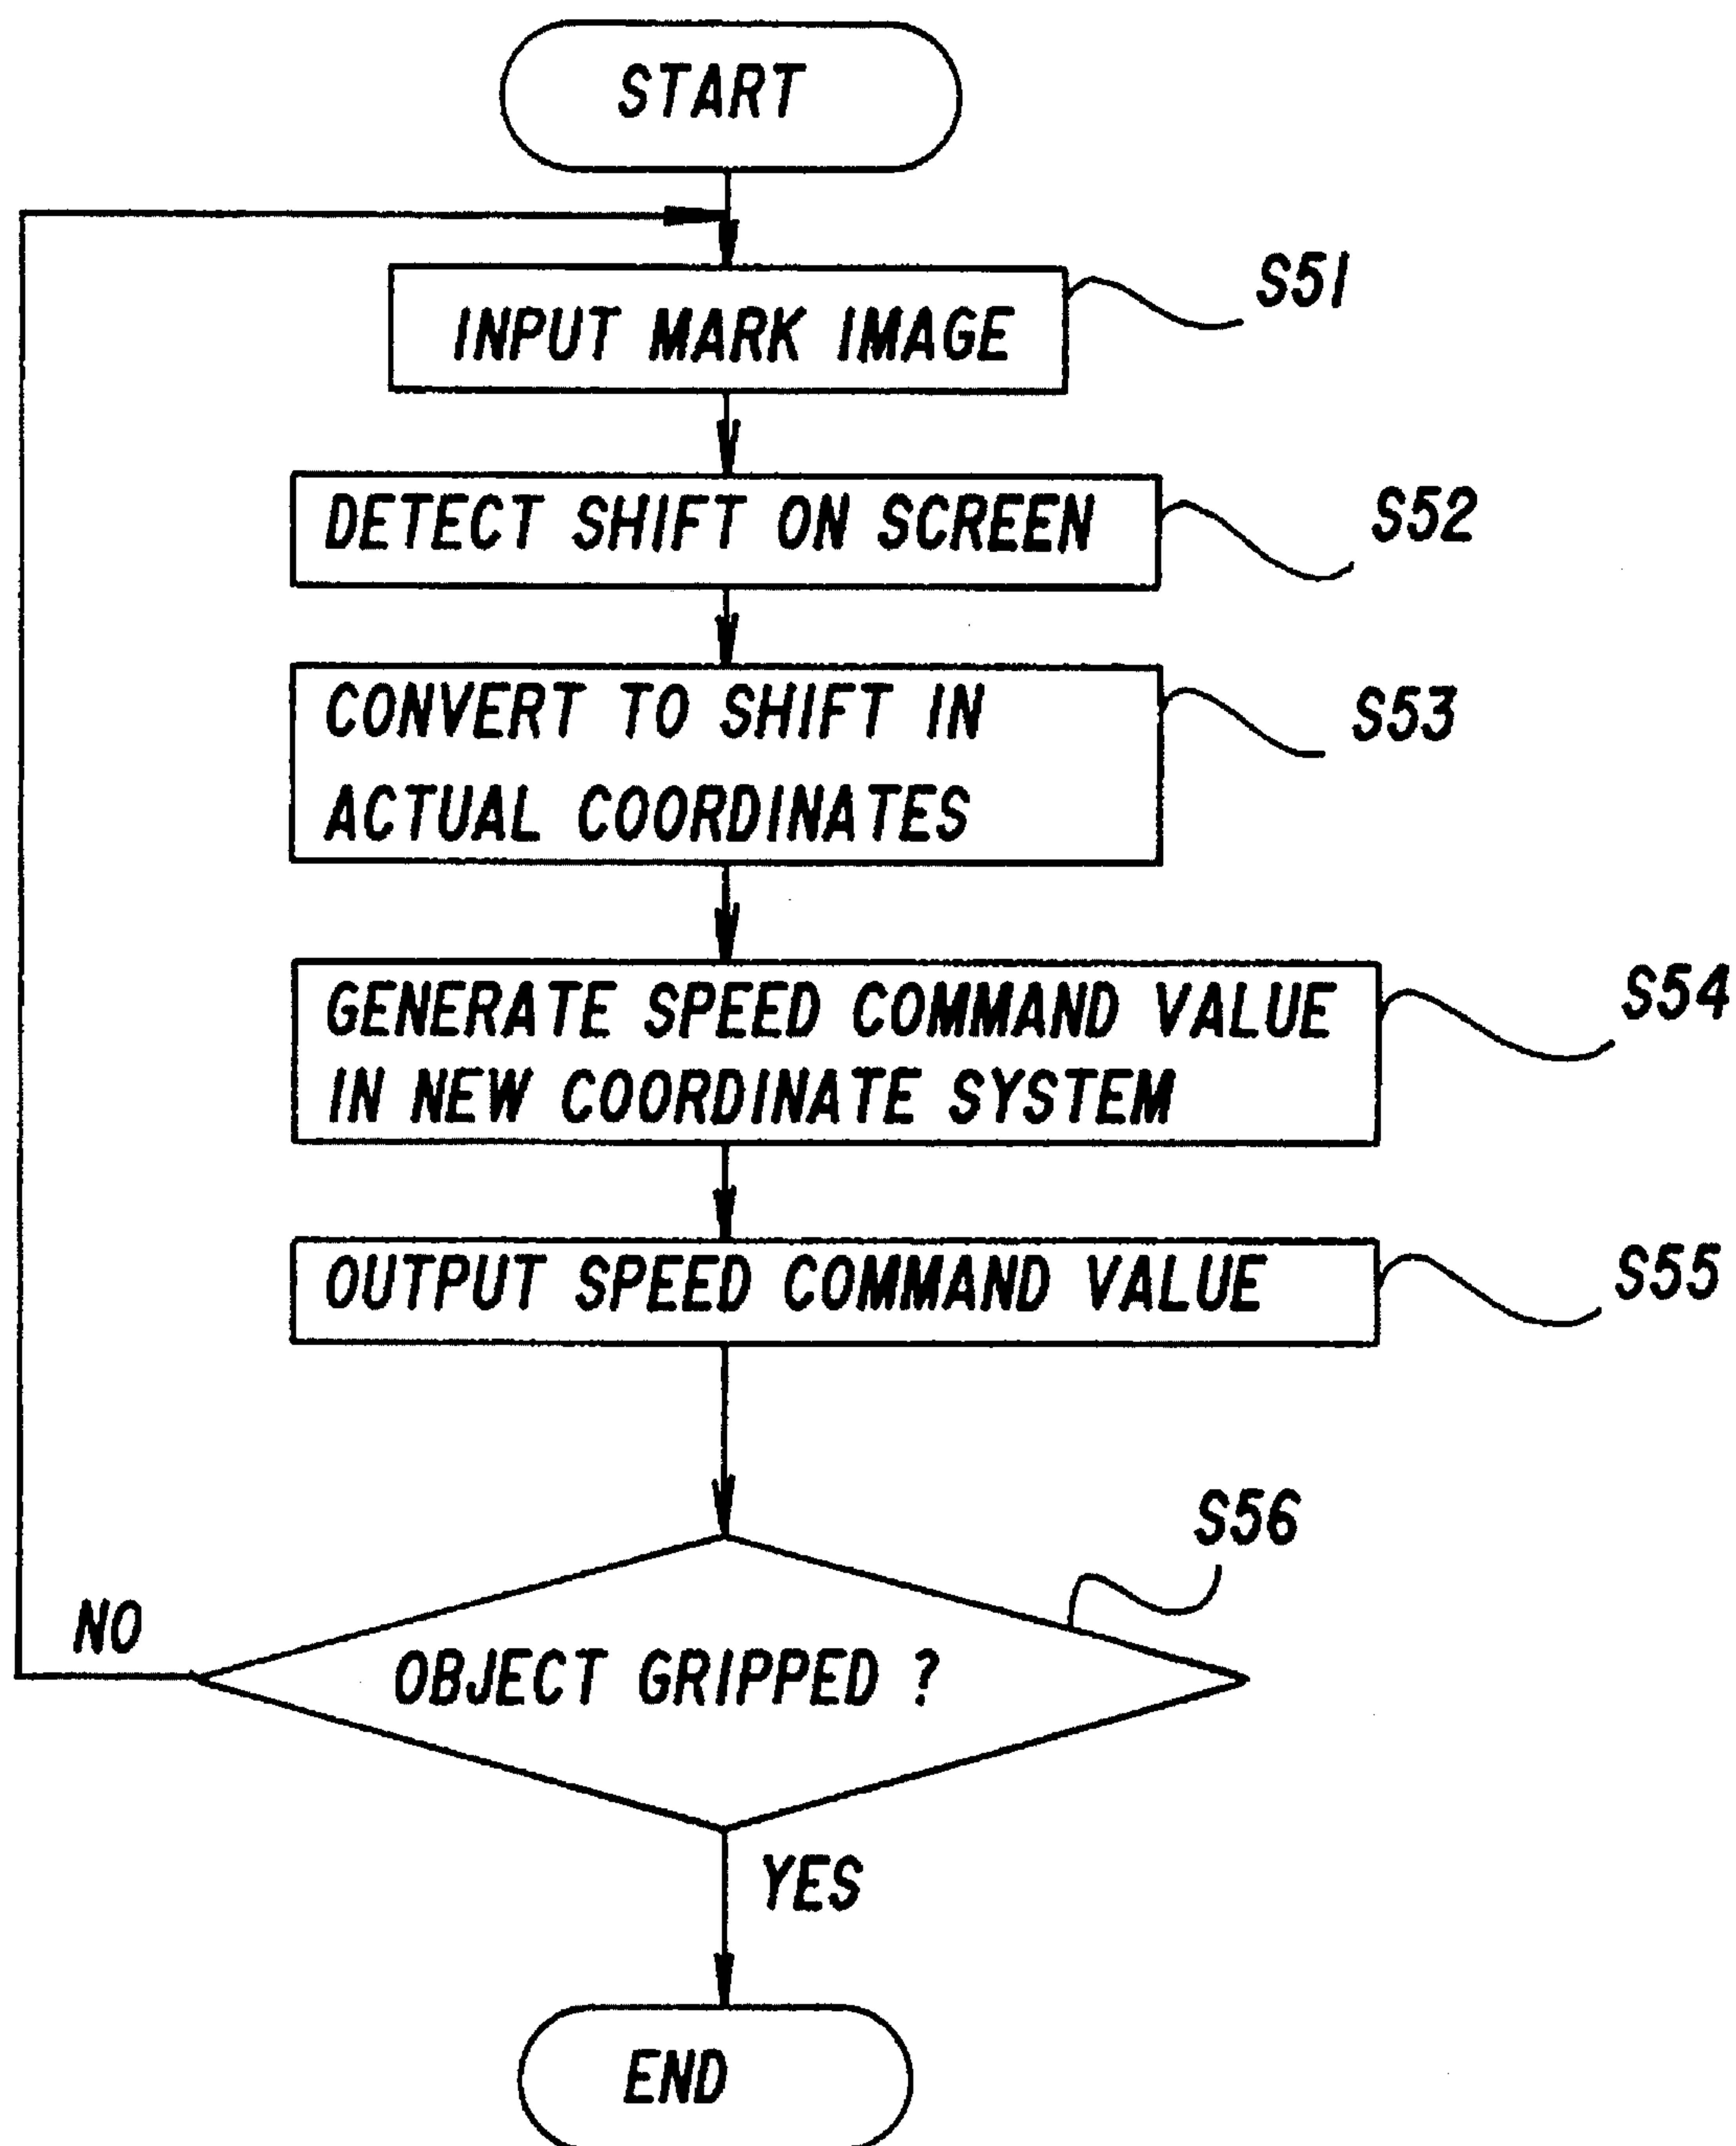 START
INPUT MARK IMAGE
S51
DETECT SHIFT ON SCREEN
S52
CONVERT TO SHIFT IN
ACTUAL COORDINATES
S53
GENERATE SPEED COMMAND VALUE
IN NEW COORDINATE SYSTEM
S54
OUTPUT SPEED COMMAND VALUE
S55
S56
OBJECT GRIPPED ?
NO
YES
END